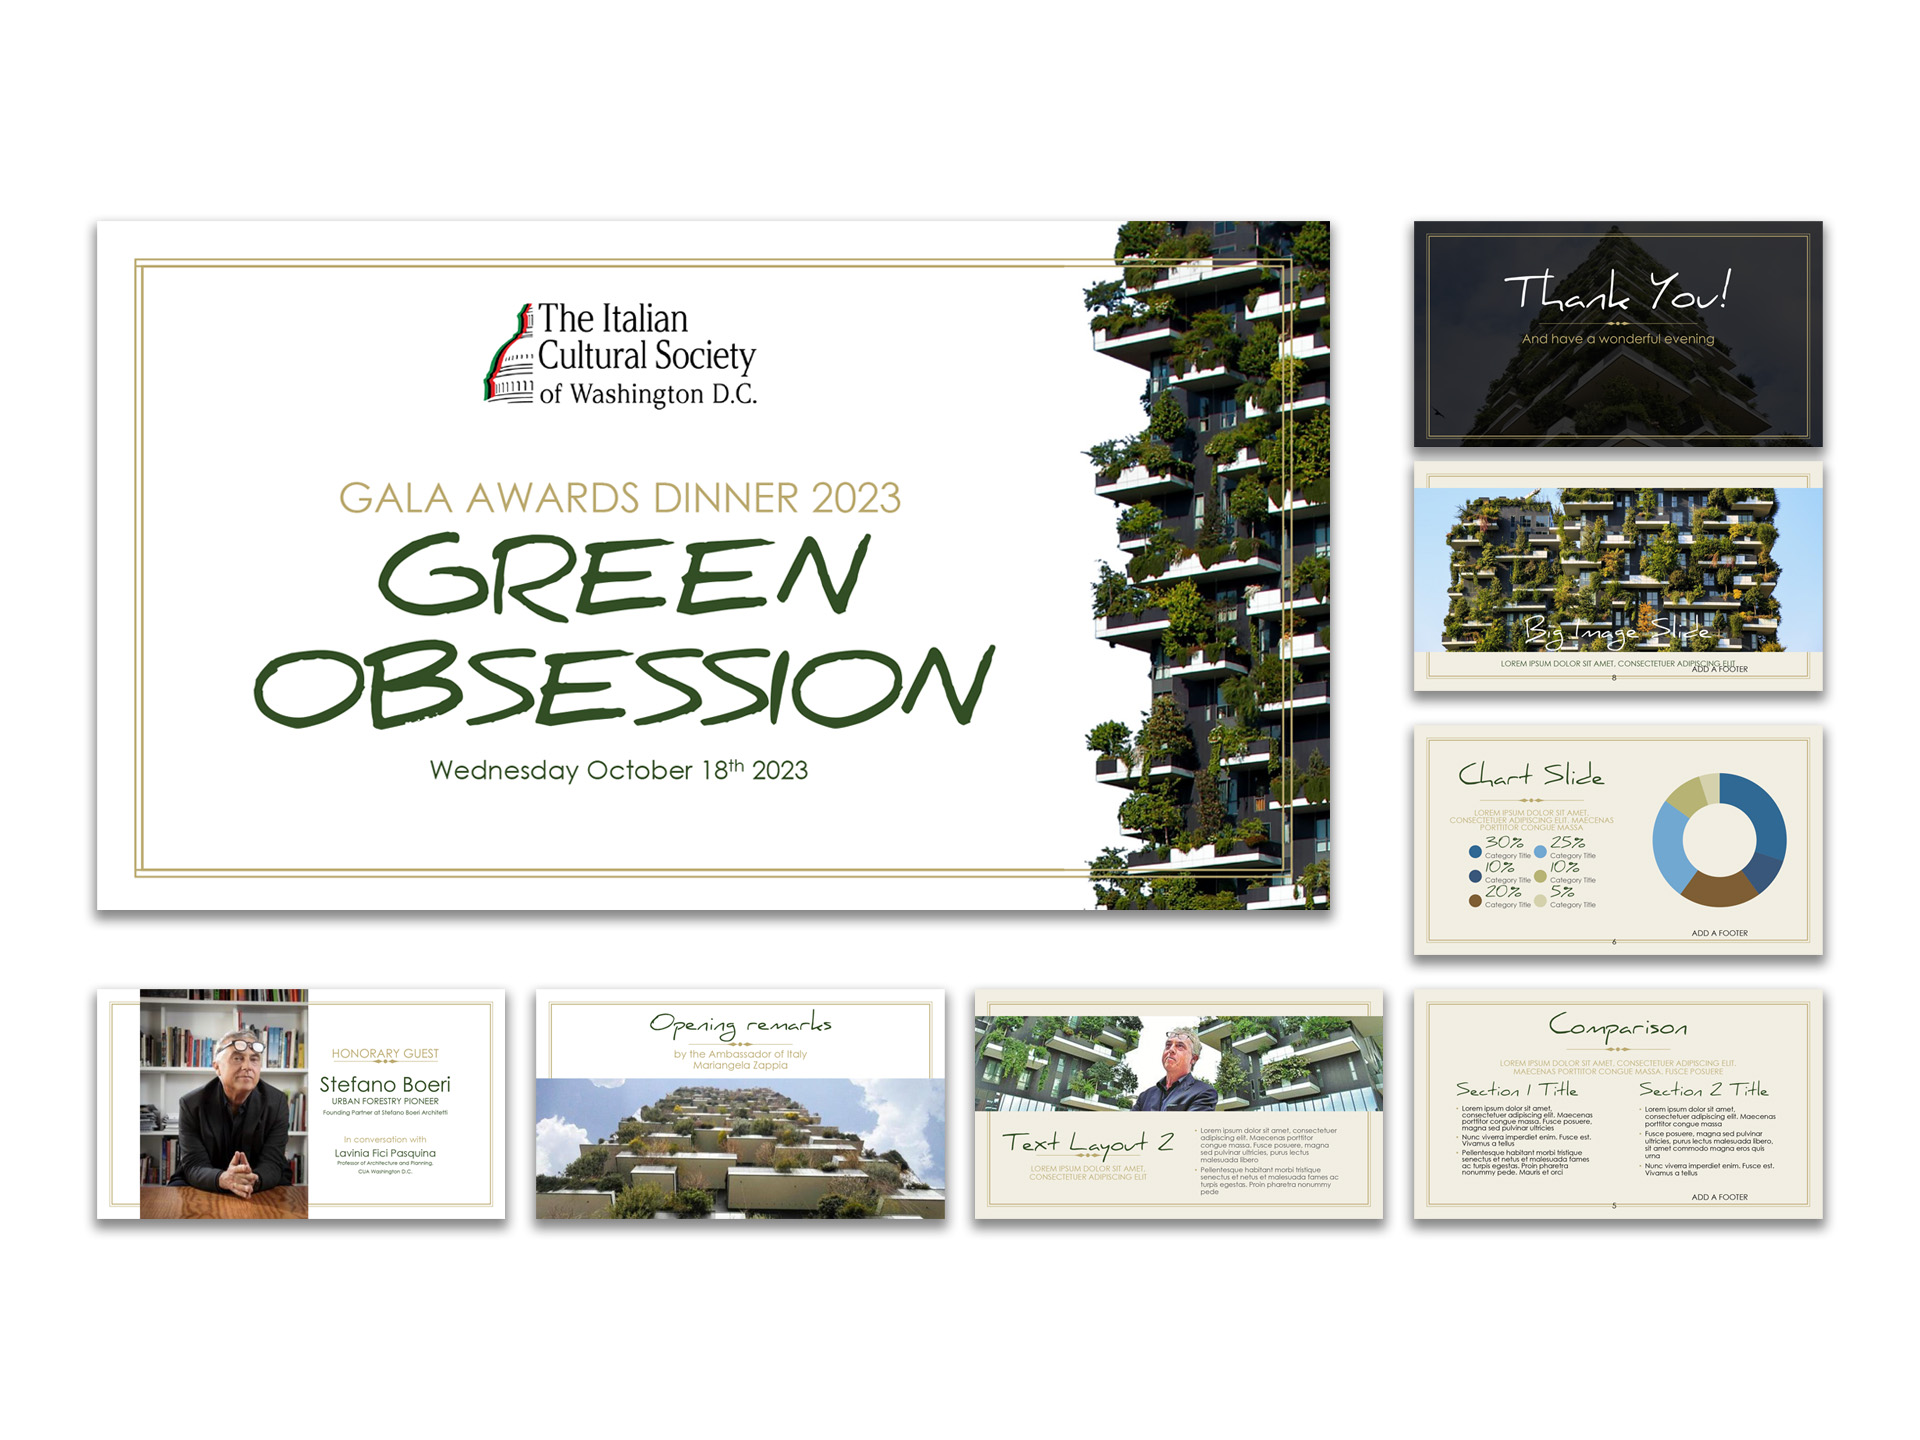 The Italian
Cultural Society
of Washington D.C.
GALA AWARDS DINNER 2023
GREEN
OBSESSION
Wednesday October 18th 2023
Thank You!
And have a wonderful evening
Big Image Slide
LOREM IPSUM DOLOR SIT AMET, CONSECTETUER ADIPISCING ELIT
ADD A FOOTER
8
Chart Slide
LOREM IPSUM DOLOR SIT AMET,
CONSECTETUER ADIPISCING ELIT. MAECENAS
PORTTITOR CONGUE MASSA
30% 25%
Category Title Category Title
10% 10%
Category Title Category Title
20% 5%
Category Title Category Title
ADD A FOOTER
6
HONORARY GUEST
Stefano Boeri
URBAN FORESTRY PIONEER
Founding Partner of Stefano Boeri Architetti
In conversation with
Lavinia Fici Pasquina
Professor of Architecture and Planning,
CUA Washington D.C.
Opening remarks
by the Ambassador of Italy
Mariangela Zappia
Text Layout 2
LOREM IPSUM DOLOR SIT AMET,
CONSECTETUER ADIPISCING ELIT
• Lorem ipsum dolor sit amet, consectetuer
adipiscing elit. Maecenas porttitor
congue massa. Fusce posuere, magna
sed pulvinar ultricies, purus lectus
malesuada libero
• Pellentesque habitant morbi tristique
senectus et netus et malesuada fames ac
turpis egestas. Proin pharetra nonummy
pede
Comparison
LOREM IPSUM DOLOR SIT AMET, CONSECTETUER ADIPISCING ELIT.
MAECENAS PORTTITOR CONGUE MASSA. FUSCE POSUERE
Section 1 Title
• Lorem ipsum dolor sit amet,
consectetuer adipiscing elit. Maecenas
porttitor congue massa. Fusce posuere,
magna sed pulvinar ultricies
• Nunc viverra imperdiet enim. Fusce est.
Vivamus a tellus
• Pellentesque habitant morbi tristique
senectus et netus et malesuada fames
ac turpis egestas. Proin pharetra
nonummy pede. Mauris et orci
Section 2 Title
• Lorem ipsum dolor sit amet,
consectetuer adipiscing elit. Maecenas
porttitor congue massa
• Fusce posuere, magna sed pulvinar
ultricies, purus lectus malesuada libero,
sit amet commodo magna eros quis
urna
• Nunc viverra imperdiet enim. Fusce est.
Vivamus a tellus
ADD A FOOTER
5